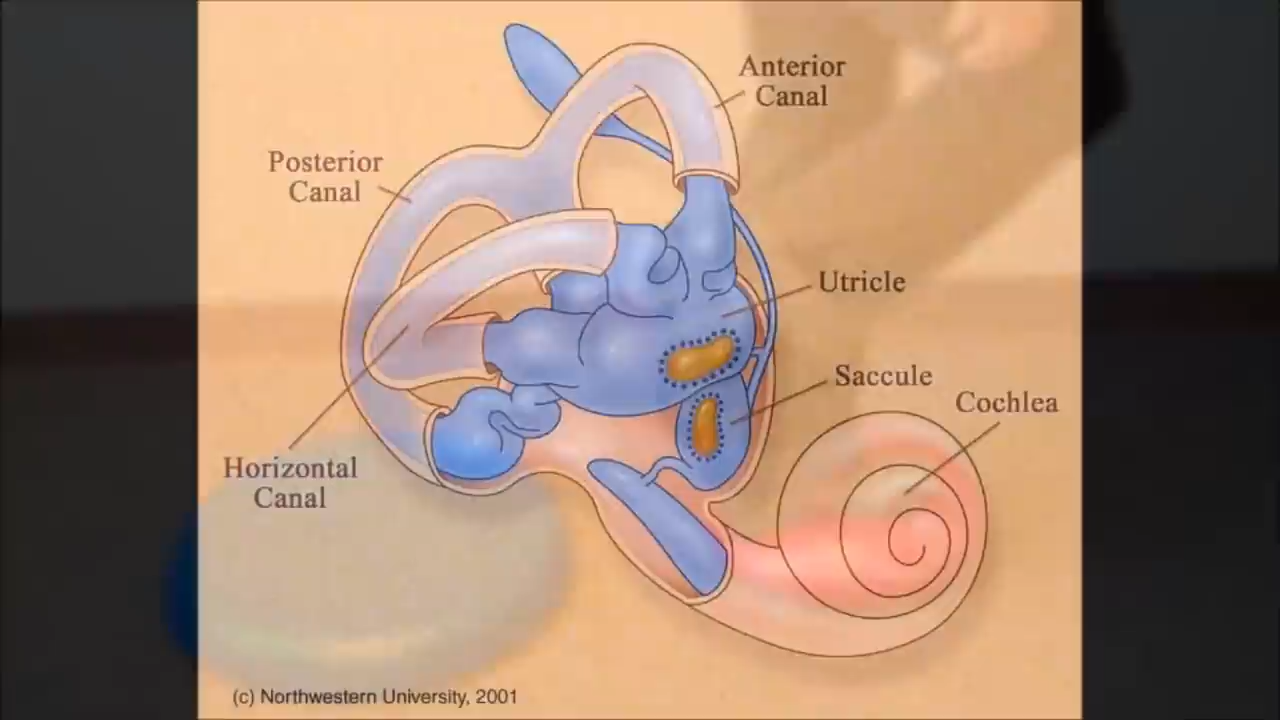 Anterior
Canal
Posterior
Canal
Utricle
Saccule
Cochlea
Horizontal
Canal
(c) Northwestern University, 2001